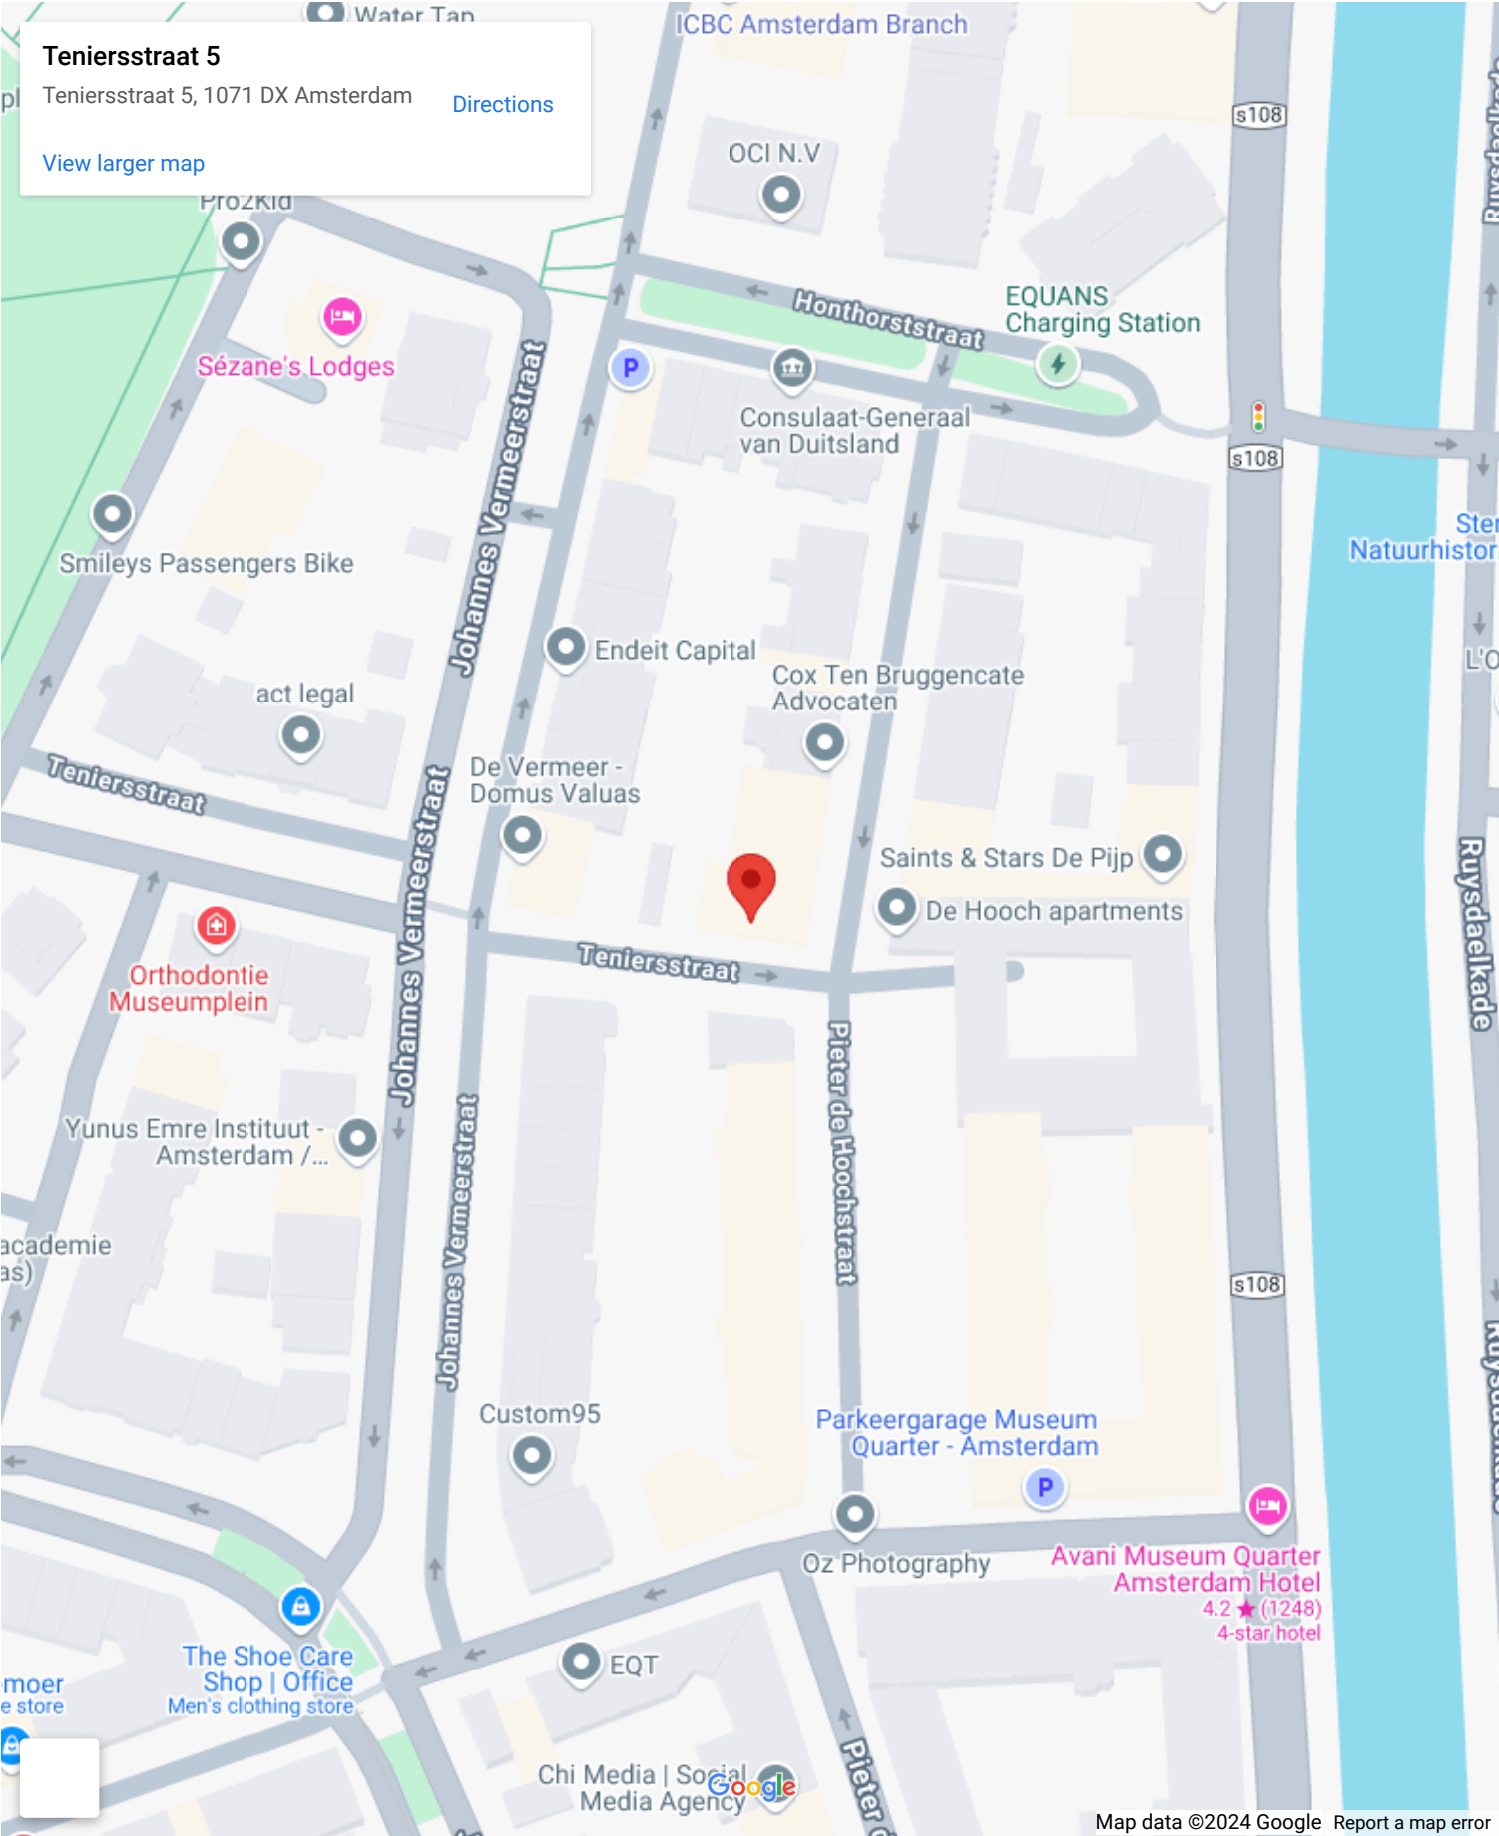 Water Tap
ICBC Amsterdam Branch
Teniersstraat 5
Teniersstraat 5, 1071 DX Amsterdam
Directions
View larger map
s108
OCI N.V
Pro2Kid
Honthorststraat
EQUANS
Charging Station
Sézane's Lodges
P
Consulaat-Generaal
van Duitsland
s108
Johannes Vermeerstraat
Smileys Passengers Bike
Natuurhistor
Endeit Capital
Cox Ten Bruggencate
Advocaten
act legal
Teniersstraat
De Vermeer -
Domus Valuas
Johannes Vermeerstraat
Saints & Stars De Pijp
De Hooch apartments
Ruysdaelkade
Teniersstraat
Orthodontie
Museumplein
Pieter de Hoochstraat
Yunus Emre Instituut -
Amsterdam /...
Johannes Vermeerstraat
academie
as)
s108
Custom95
Parkeergarage Museum
Quarter - Amsterdam
P
Oz Photography
Avani Museum Quarter
Amsterdam Hotel
4.2 ★ (1248)
4-star hotel
The Shoe Care
Shop | Office
Men's clothing store
moer
e store
EQT
Pieter d
Chi Media | Social
Media Agency
Google
Map data ©2024 Google
Report a map error